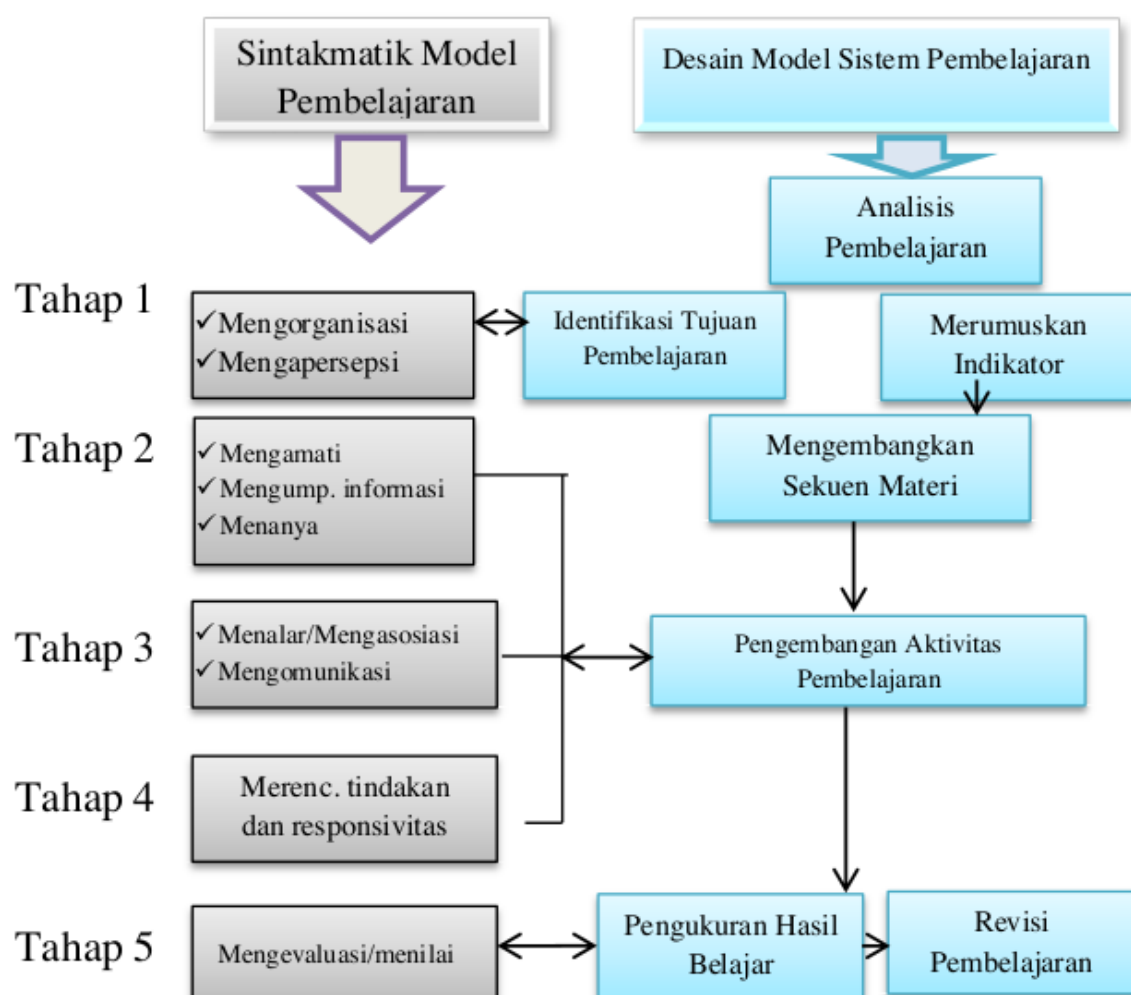 Sintakmatik Model
Pembelajaran
Desain Model Sistem Pembelajaran
Analisis
Pembelajaran
Tahap 1
✓Mengorganisasi
✓Mengapersepsi
Identifikasi Tujuan
Pembelajaran
Merumuskan
Indikator
Tahap 2
✓Mengamati
✓Mengump. informasi
✓Menanya
Mengembangkan
Sekuen Materi
Tahap 3
✓Menalar/Mengasosiasi
✓Mengomunikasi
Pengembangan Aktivitas
Pembelajaran
Tahap 4
Merenc. tindakan
dan responsivitas
Tahap 5
Mengevaluasi/menilai
Pengukuran Hasil
Belajar
Revisi
Pembelajaran